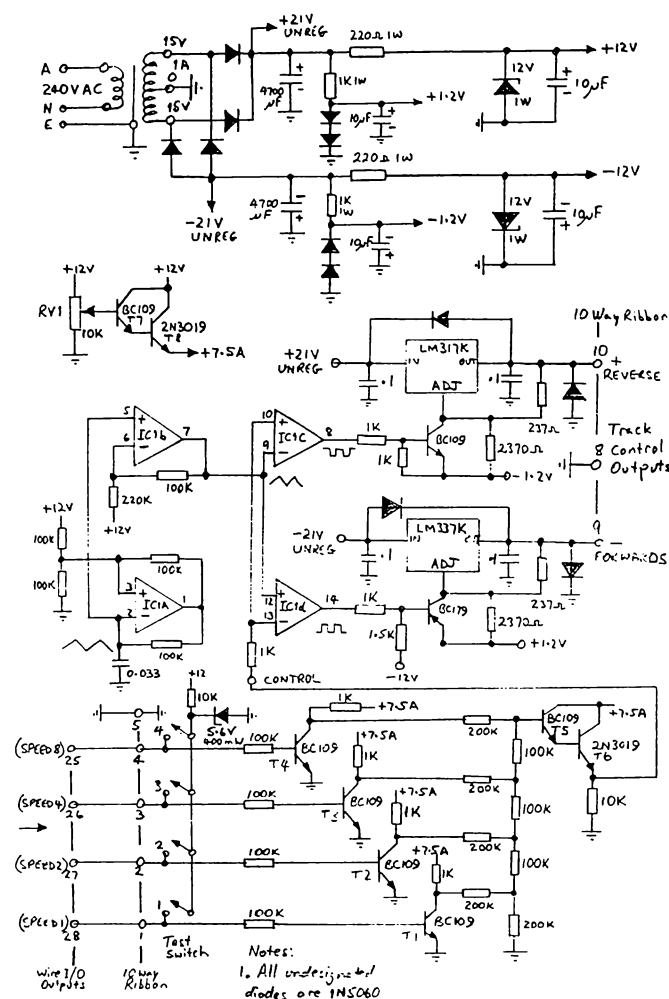 +21V
UNREG
15V
1A
15V
A
240VAC
N
E
4700
µF
220Ω 1W
1K 1W
10µF
+1.2V
12V
1W
10µF
+12V
-21V
UNREG
4700
µF
220Ω 1W
1K
1W
10µF
-1.2V
12V
1W
10µF
-12V
+12V
RV1
10K
+12V
BC109
T7
2N3019
T8
+7.5A
10 Way Ribbon
+21V
UNREG
.1
IN
LM317K
OUT
ADJ
.1
10
+
REVERSE
237Ω
8
IC1c
10
+
9
-
1K
1K
BC109
2370Ω
-1.2V
8
Track
Control
Outputs
5
+
6
-
IC1b
7
100K
220K
+12V
+12V
100K
100K
100K
3
+
2
-
IC1A
1
100K
0.033
-21V
UNREG
.1
IN
LM337K
ADJ
.1
9
-
FORWARDS
237Ω
12
+
13
-
IC1d
14
1K
1.5K
-12V
BC179
2370Ω
+1.2V
1K
CONTROL
+12
10K
5.6V
400mW
5
4
1K
+7.5A
(SPEED8)
25
4
100K
BC109
T4
200K
BC109
T5
+7.5A
2N3019
T6
10K
+7.5A
1K
100K
(SPEED4)
26
3
3
100K
BC109
T3
200K
100K
+7.5A
1K
(SPEED2)
27
2
2
100K
BC109
T2
200K
100K
+7.5A
1K
(SPEED1)
28
1
1
100K
BC109
T1
200K
200K
Test
Switch
Wire I/O
Outputs
10 Way
Ribbon
Notes:
1. All undesignated
diodes are 1N5060